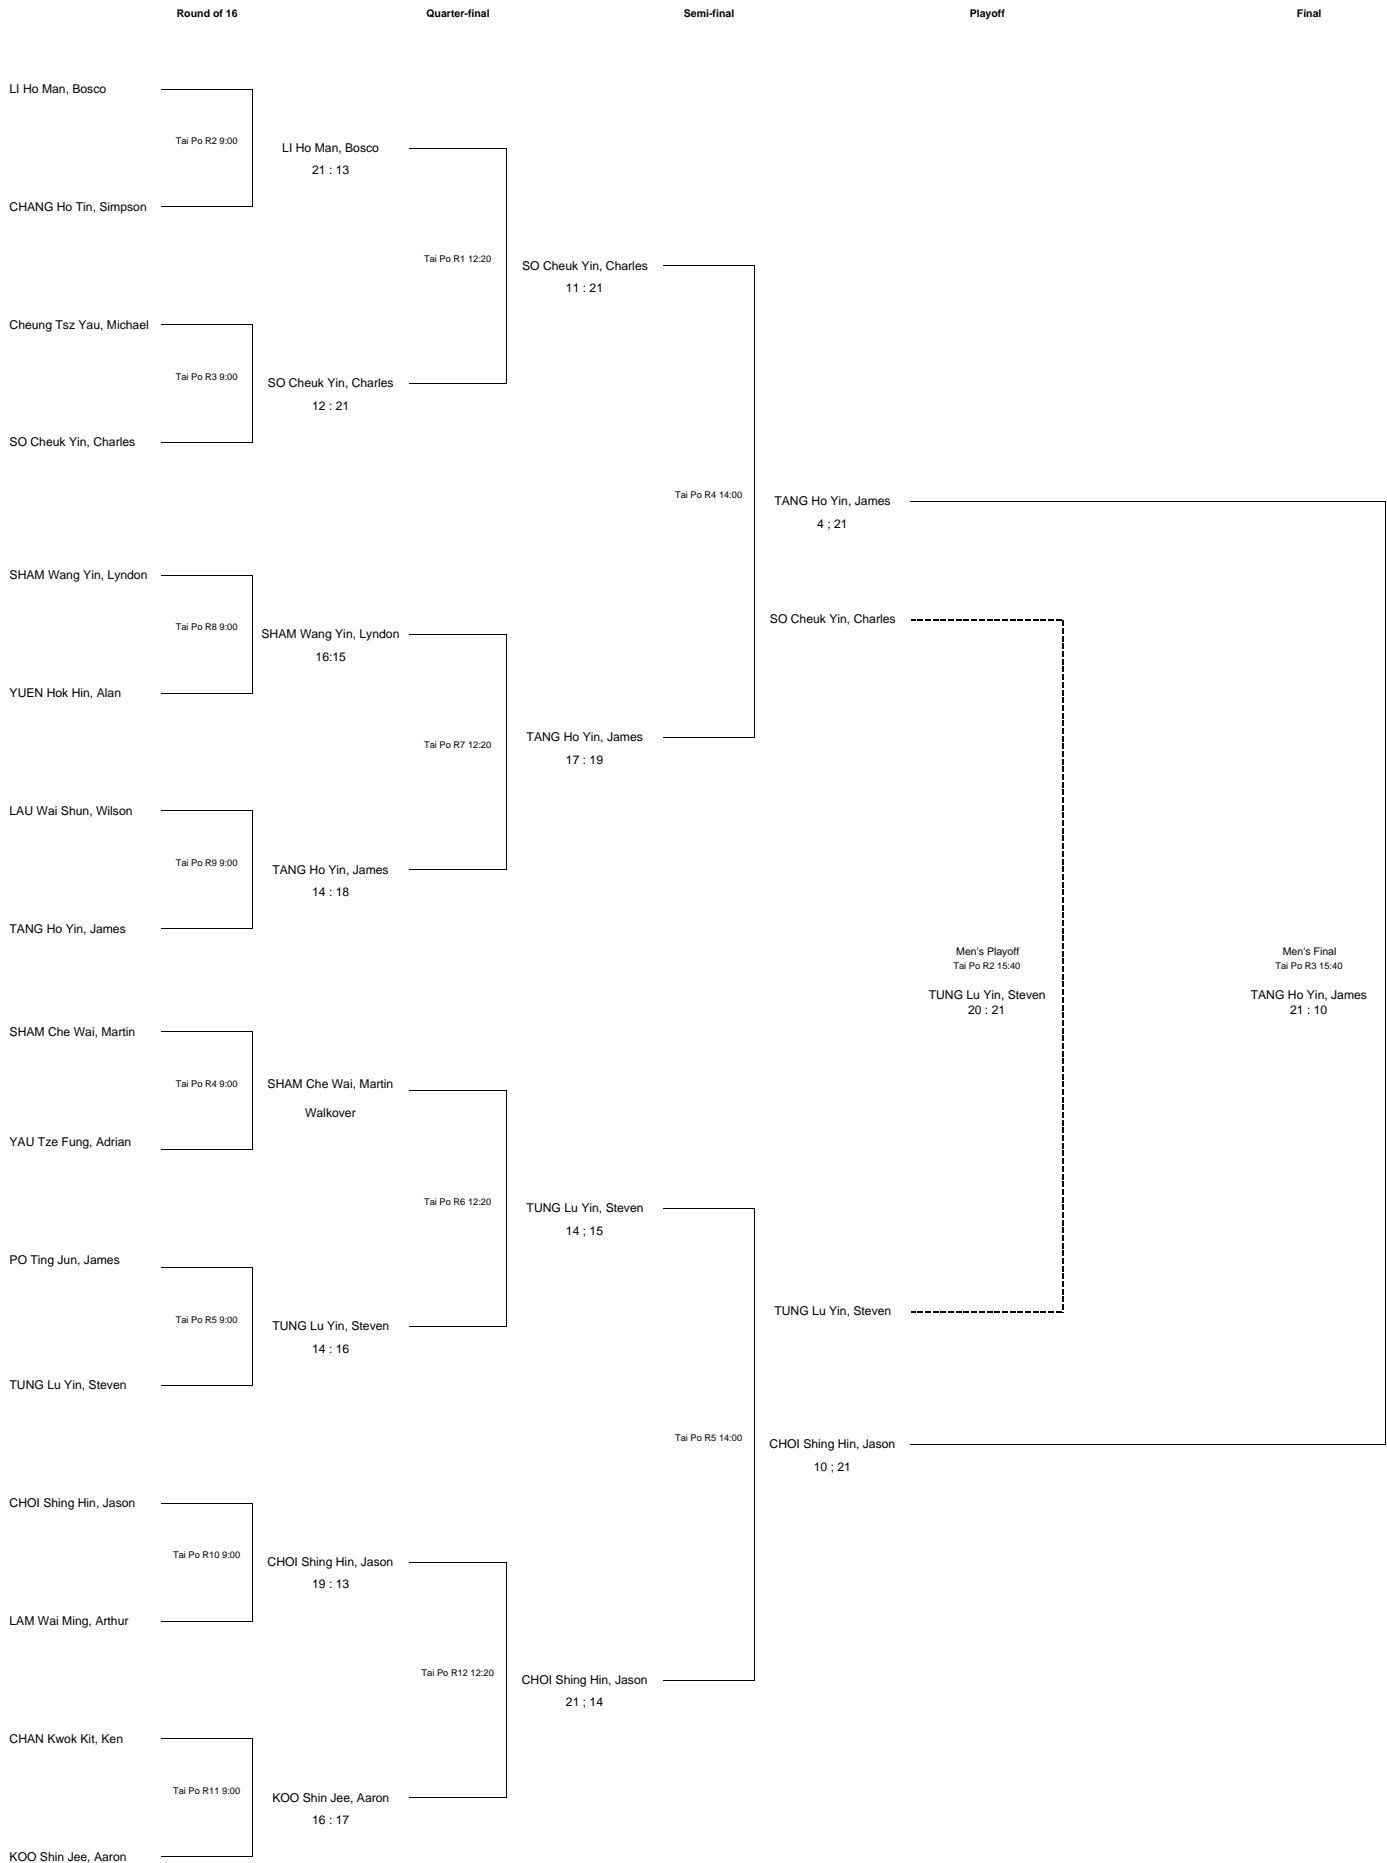 Round of 16
Quarter-final
Semi-final
Playoff
Final
LI Ho Man, Bosco
Tai Po R2 9:00
LI Ho Man, Bosco
21 : 13
CHANG Ho Tin, Simpson
Tai Po R1 12:20
SO Cheuk Yin, Charles
11 : 21
Cheung Tsz Yau, Michael
Tai Po R3 9:00
SO Cheuk Yin, Charles
12 : 21
SO Cheuk Yin, Charles
Tai Po R4 14:00
TANG Ho Yin, James
4 ; 21
SHAM Wang Yin, Lyndon
Tai Po R8 9:00
SHAM Wang Yin, Lyndon
16:15
SO Cheuk Yin, Charles
YUEN Hok Hin, Alan
Tai Po R7 12:20
TANG Ho Yin, James
17 : 19
LAU Wai Shun, Wilson
Tai Po R9 9:00
TANG Ho Yin, James
14 : 18
TANG Ho Yin, James
Men's Playoff
Tai Po R2 15:40
TUNG Lu Yin, Steven
20 : 21
Men's Final
Tai Po R3 15:40
TANG Ho Yin, James
21 : 10
SHAM Che Wai, Martin
Tai Po R4 9:00
SHAM Che Wai, Martin
Walkover
YAU Tze Fung, Adrian
Tai Po R6 12:20
TUNG Lu Yin, Steven
14 ; 15
PO Ting Jun, James
Tai Po R5 9:00
TUNG Lu Yin, Steven
14 : 16
TUNG Lu Yin, Steven
TUNG Lu Yin, Steven
Tai Po R5 14:00
CHOI Shing Hin, Jason
10 ; 21
CHOI Shing Hin, Jason
Tai Po R10 9:00
CHOI Shing Hin, Jason
19 : 13
LAM Wai Ming, Arthur
Tai Po R12 12:20
CHOI Shing Hin, Jason
21 ; 14
CHAN Kwok Kit, Ken
Tai Po R11 9:00
KOO Shin Jee, Aaron
16 : 17
KOO Shin Jee, Aaron